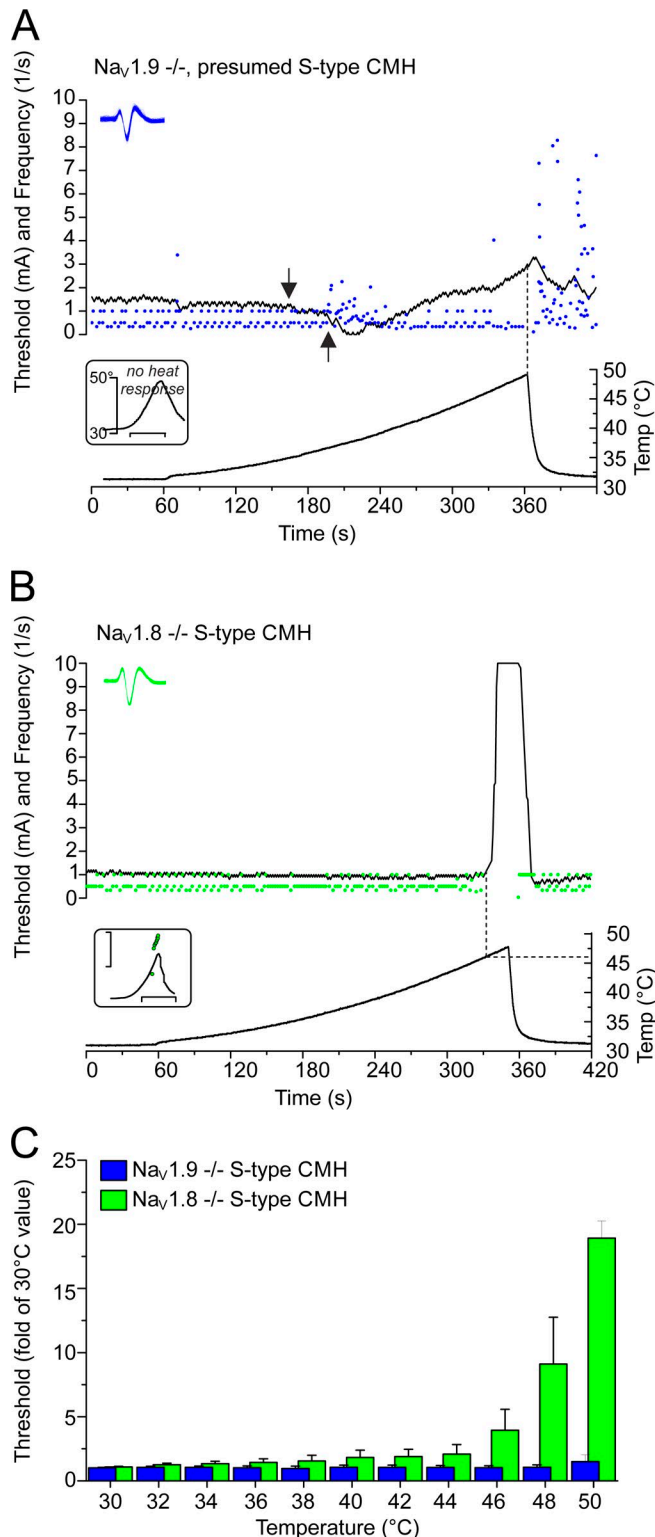 A
NaV1.9 -/-, presumed S-type CMH
Threshold (mA) and Frequency (1/s)
10
9
8
7
6
5
4
3
2
1
0
50°
30
no heat
response
50
45
40
35
30
Temp (°C)
0 60 120 180 240 300 360
Time (s)
B
NaV1.8 -/- S-type CMH
Threshold (mA) and Frequency (1/s)
10
9
8
7
6
5
4
3
2
1
0
50
45
40
35
30
Temp (°C)
0 60 120 180 240 300 360 420
Time (s)
C
Threshold (fold of 30°C value)
25
20
15
10
5
0
NaV1.9 -/- S-type CMH
NaV1.8 -/- S-type CMH
30 32 34 36 38 40 42 44 46 48 50
Temperature (°C)